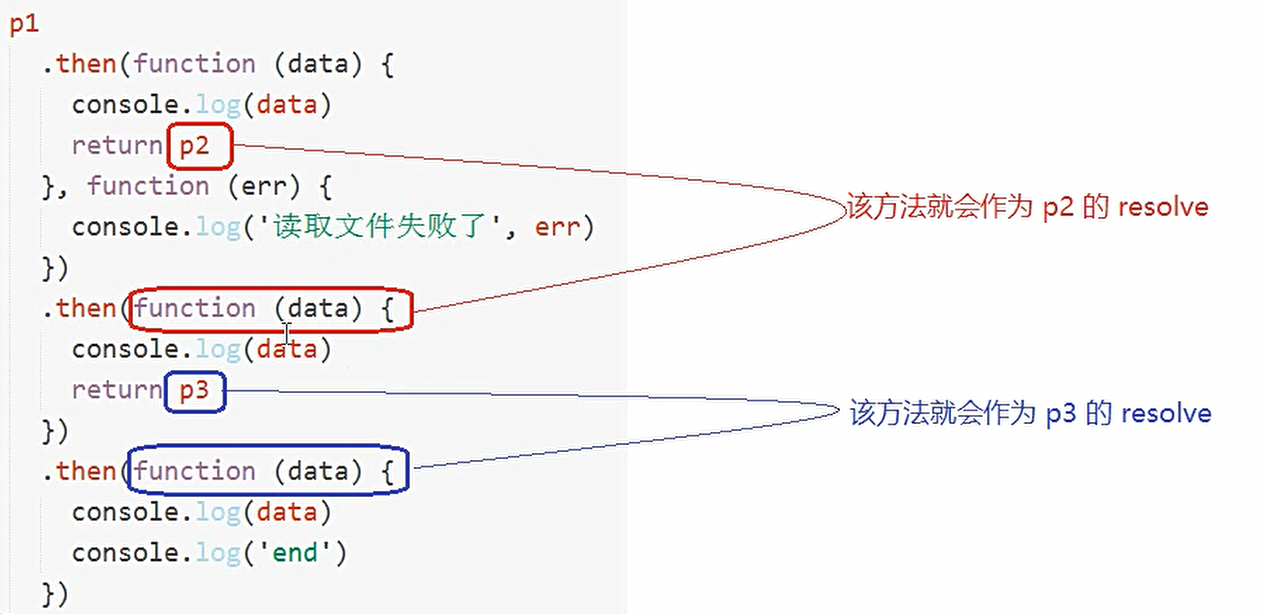 p1
.then(function (data) {
console.log(data)
return p2
}, function (err) {
该方法就会作为 p2 的 resolve
console.log('读取文件失败了', err)
})
.then(function (data) {
console.log(data)
return p3
该方法就会作为 p3 的 resolve
})
.then(function (data) {
console.log(data)
console.log('end')
})